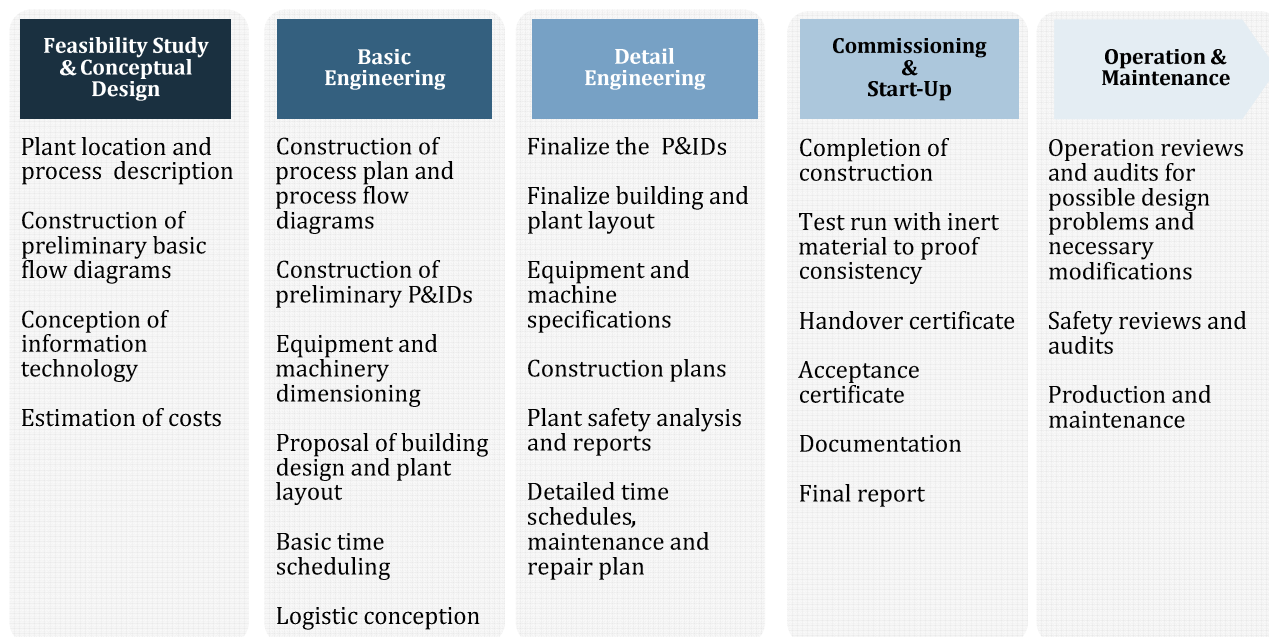 Feasibility Study
& Conceptual
Design
Plant location and
process description
Construction of
preliminary basic
flow diagrams
Conception of
information
technology
Estimation of costs
Basic
Engineering
Construction of
process plan and
process flow
diagrams
Construction of
preliminary P&IDs
Equipment and
machinery
dimensioning
Proposal of building
design and plant
layout
Basic time
scheduling
Logistic conception
Detail
Engineering
Finalize the P&IDs
Finalize building and
plant layout
Equipment and
machine
specifications
Construction plans
Plant safety analysis
and reports
Detailed time
schedules,
maintenance and
repair plan
Commissioning
&
Start-Up
Completion of
construction
Test run with inert
material to proof
consistency
Handover certificate
Acceptance
certificate
Documentation
Final report
Operation &
Maintenance
Operation reviews
and audits for
possible design
problems and
necessary
modifications
Safety reviews and
audits
Production and
maintenance